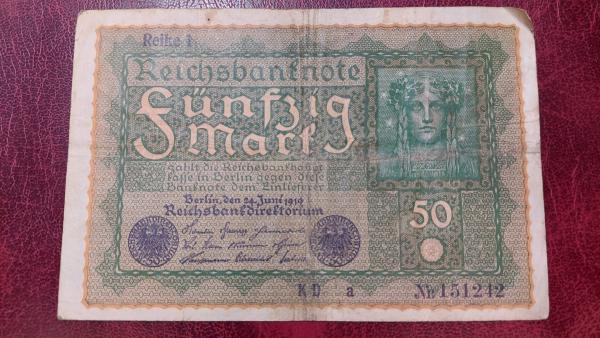 Reihe 1
Reichsbanknote
Fünfzig
Mark
zahlt die Reichsbankhaupt
kasse in Berlin gegen diese
Banknote dem Einlieferer
Berlin, den 24. Juni 1919
Reichsbankdirektorium
50
KD a № 151242